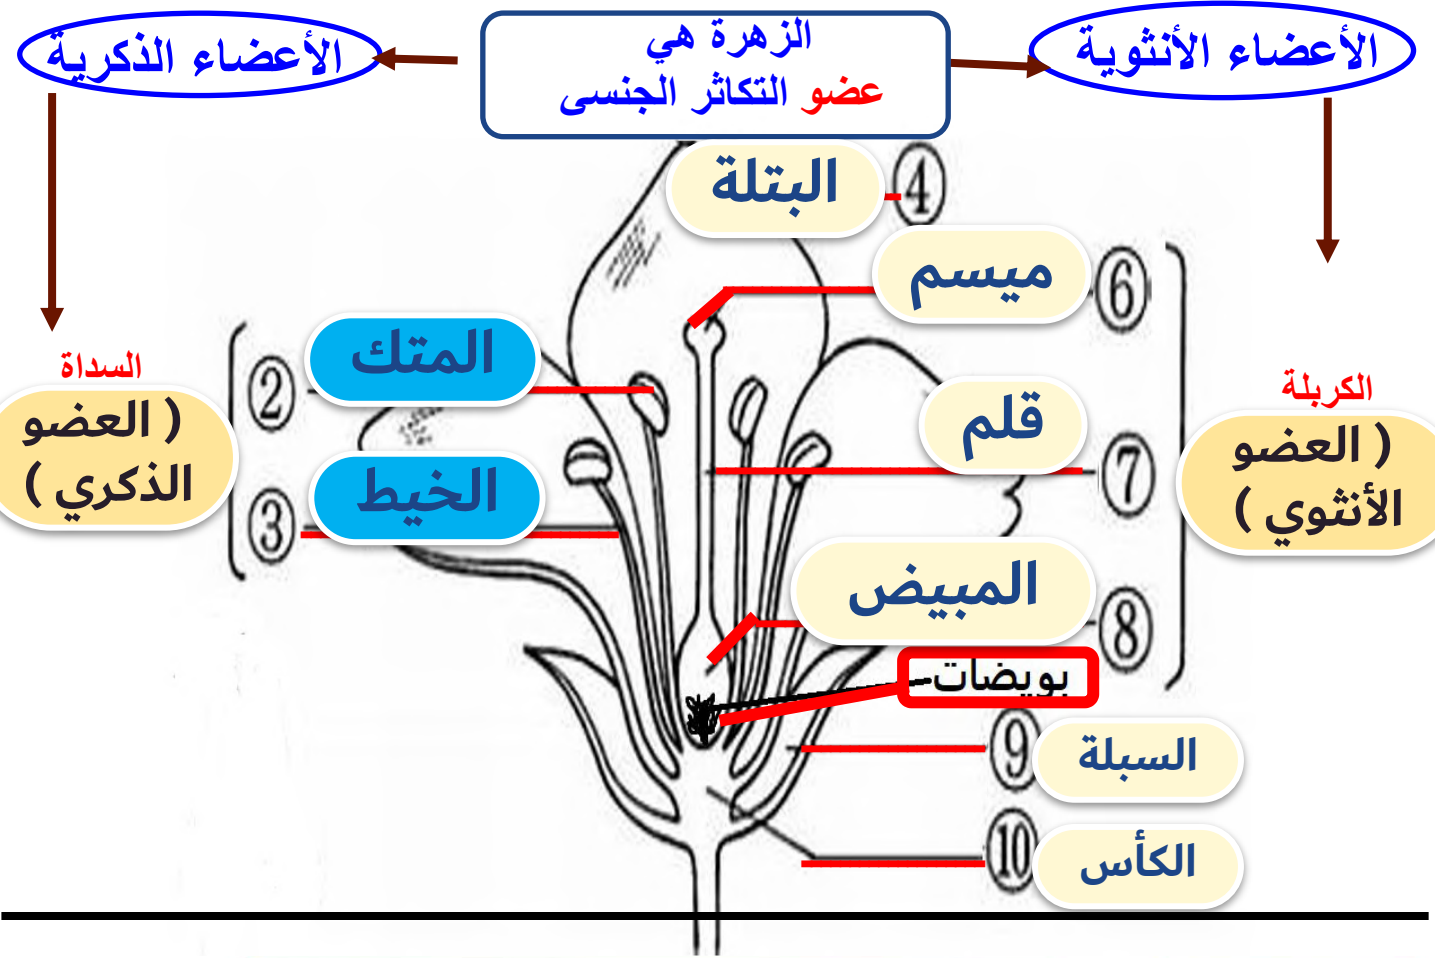 الأعضاء الأنثوية
الزهرة هي
عضو التكاثر الجنسى
الأعضاء الذكرية
البتلة
4
ميسم
6
المتك
2
السداة
( العضو
الذكري )
الكربلة
( العضو
الأنثوي )
قلم
7
الخيط
3
المبيض
8
بويضات
9
السبلة
10
الكأس